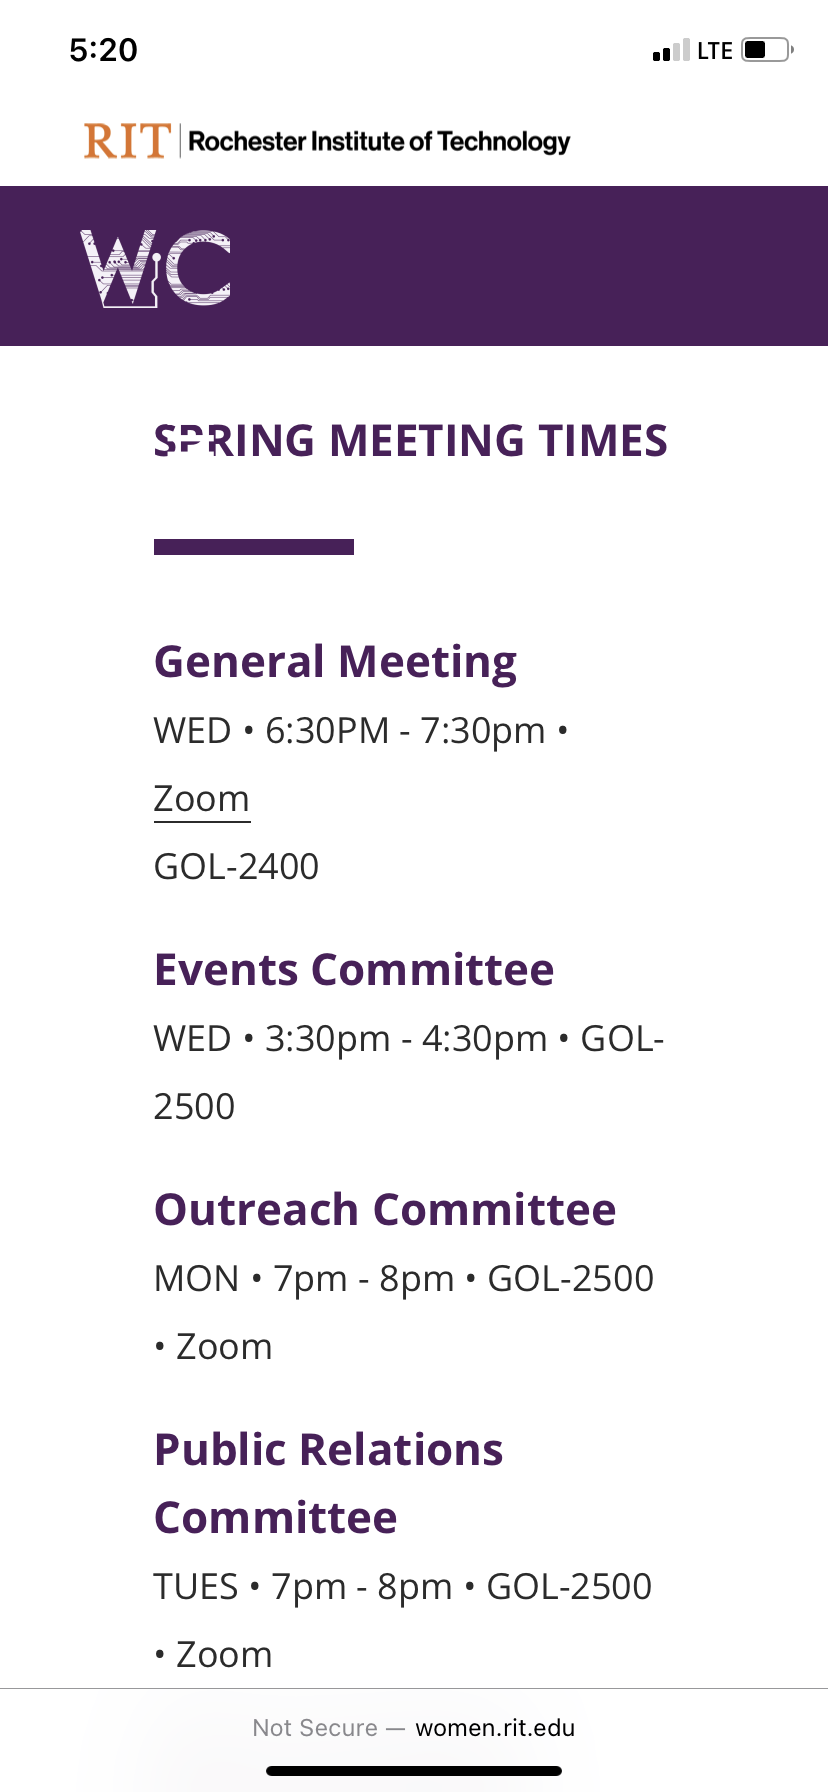 5:20
LTE
RIT Rochester Institute of Technology
WiC
SPRING MEETING TIMES
General Meeting
WED • 6:30PM - 7:30pm •
Zoom
GOL-2400
Events Committee
WED • 3:30pm - 4:30pm • GOL-
2500
Outreach Committee
MON • 7pm - 8pm • GOL-2500
• Zoom
Public Relations
Committee
TUES • 7pm - 8pm • GOL-2500
• Zoom
Not Secure — women.rit.edu